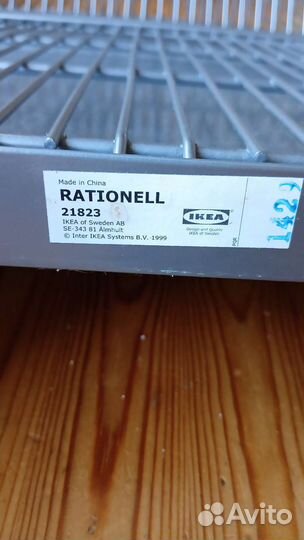 Made in China
RATIONELL
21823
IKEA of Sweden AB
SE-343 81 Älmhult
© Inter IKEA Systems B.V. 1999
IKEA
Design and Quality
IKEA of Sweden
Avito